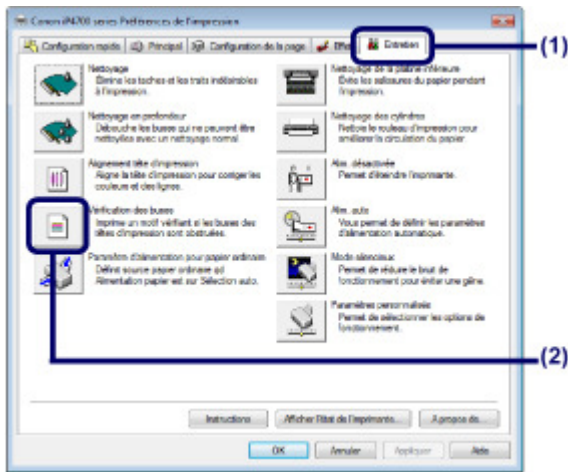 Canon iP4700 series Préférences de l'impression
Configuration rapide Principal Configuration de la page Entretien
(1)
Nettoyage
Elimine les taches et les traits indésirables
à l'impression.
Nettoyage en profondeur
Débouche les buses qui ne peuvent être
nettoyées avec un nettoyage normal.
Alignement tête d'impression
Aligne la tête d'impression pour corriger les
couleurs et des lignes.
Vérification des buses
Imprime un motif vérifiant si les buses des
têtes d'impression sont obstruées.
Paramètres d'alimentation pour papier ordinaire
Définit source papier ordinaire qd
Alimentation papier est sur Sélection auto.
Nettoyage de la platine inférieure
Evite les salissures du papier pendant
l'impression.
Nettoyage des cylindres
Nettoie le rouleau d'impression pour
améliorer la circulation du papier.
Alim. désactivée
Permet d'éteindre l'imprimante.
Alim. auto
Vous permet de définir les paramètres
d'alimentation automatique.
Mode silencieux
Permet de réduire le bruit de
fonctionnement pour éviter une gêne.
Paramètres personnalisés
Permet de sélectionner les options de
fonctionnement.
(2)
Instructions Afficher l'état de l'imprimante... A propos de...
OK Annuler Appliquer Aide